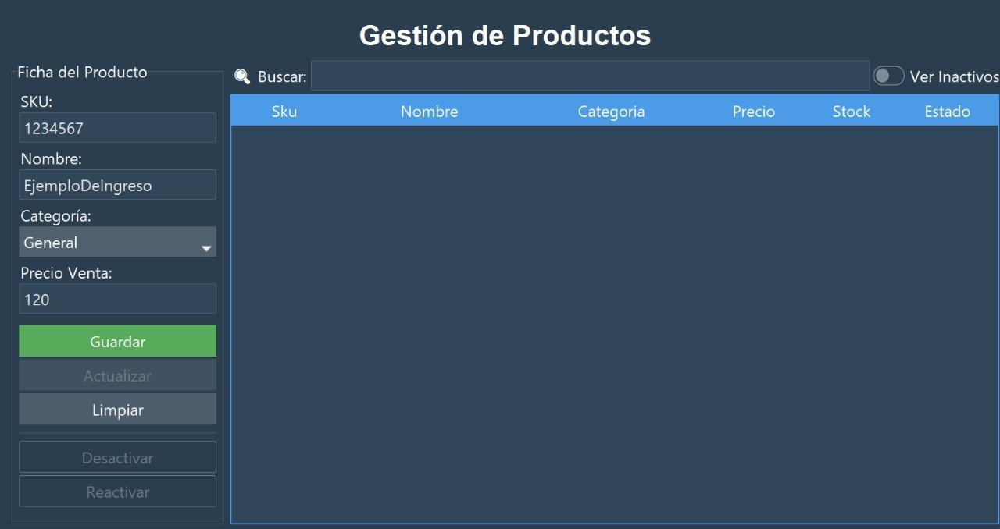 Gestión de Productos
Ficha del Producto
SKU:
1234567
Nombre:
EjemploDeIngreso
Categoría:
General
Precio Venta:
120
Guardar
Actualizar
Limpiar
Desactivar
Reactivar
Buscar:
Ver Inactivos
Sku Nombre Categoria Precio Stock Estado